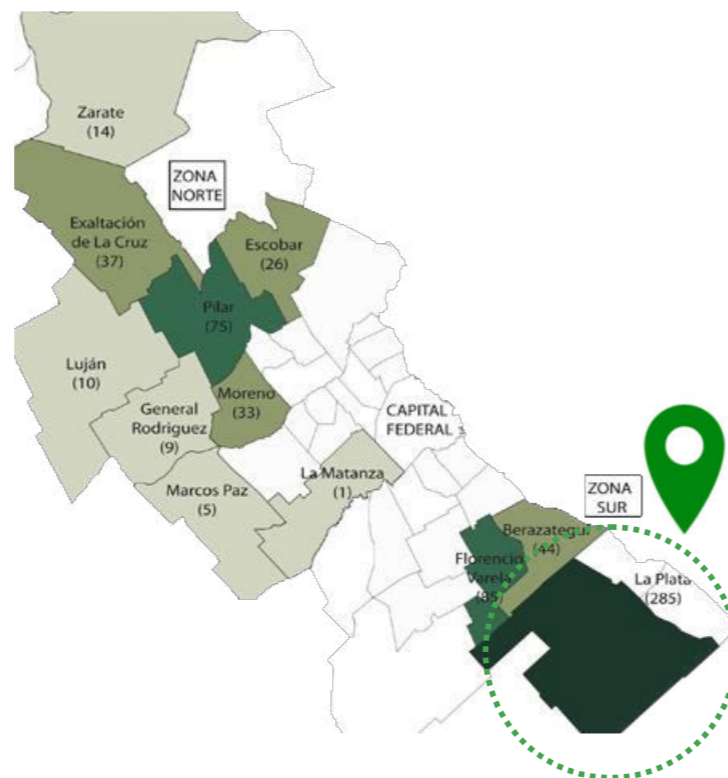 Zarate
(14)
ZONA
NORTE
Exaltación
de La Cruz
(37)
Escobar
(26)
Pilar
(75)
Luján
(10)
Moreno
(33)
General
Rodriguez
(9)
CAPITAL
FEDERAL
La Matanza
(1)
Marcos Paz
(5)
ZONA
SUR
Berazategui
(44)
Florencio
Varela
(85)
La Plata
(285)